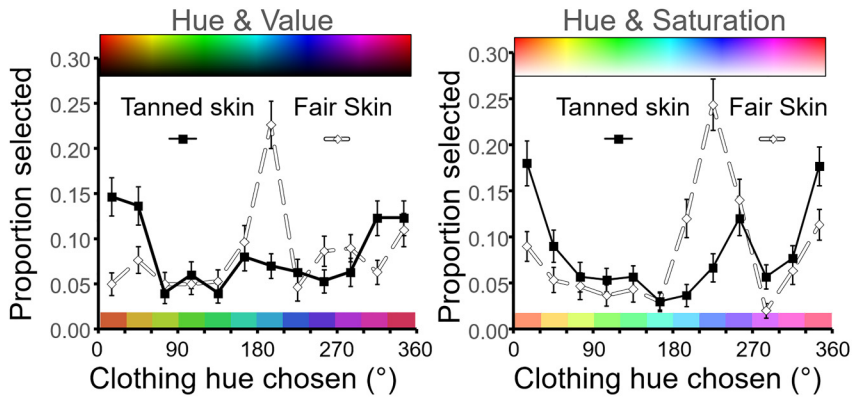 Hue & Value
Proportion selected
0.30
0.25
0.20
0.15
0.10
0.05
0.00
Tanned skin
Fair Skin
0
90
180
270
360
Clothing hue chosen (°)
Hue & Saturation
Proportion selected
0.30
0.25
0.20
0.15
0.10
0.05
0.00
Tanned skin
Fair Skin
0
90
180
270
360
Clothing hue chosen (°)